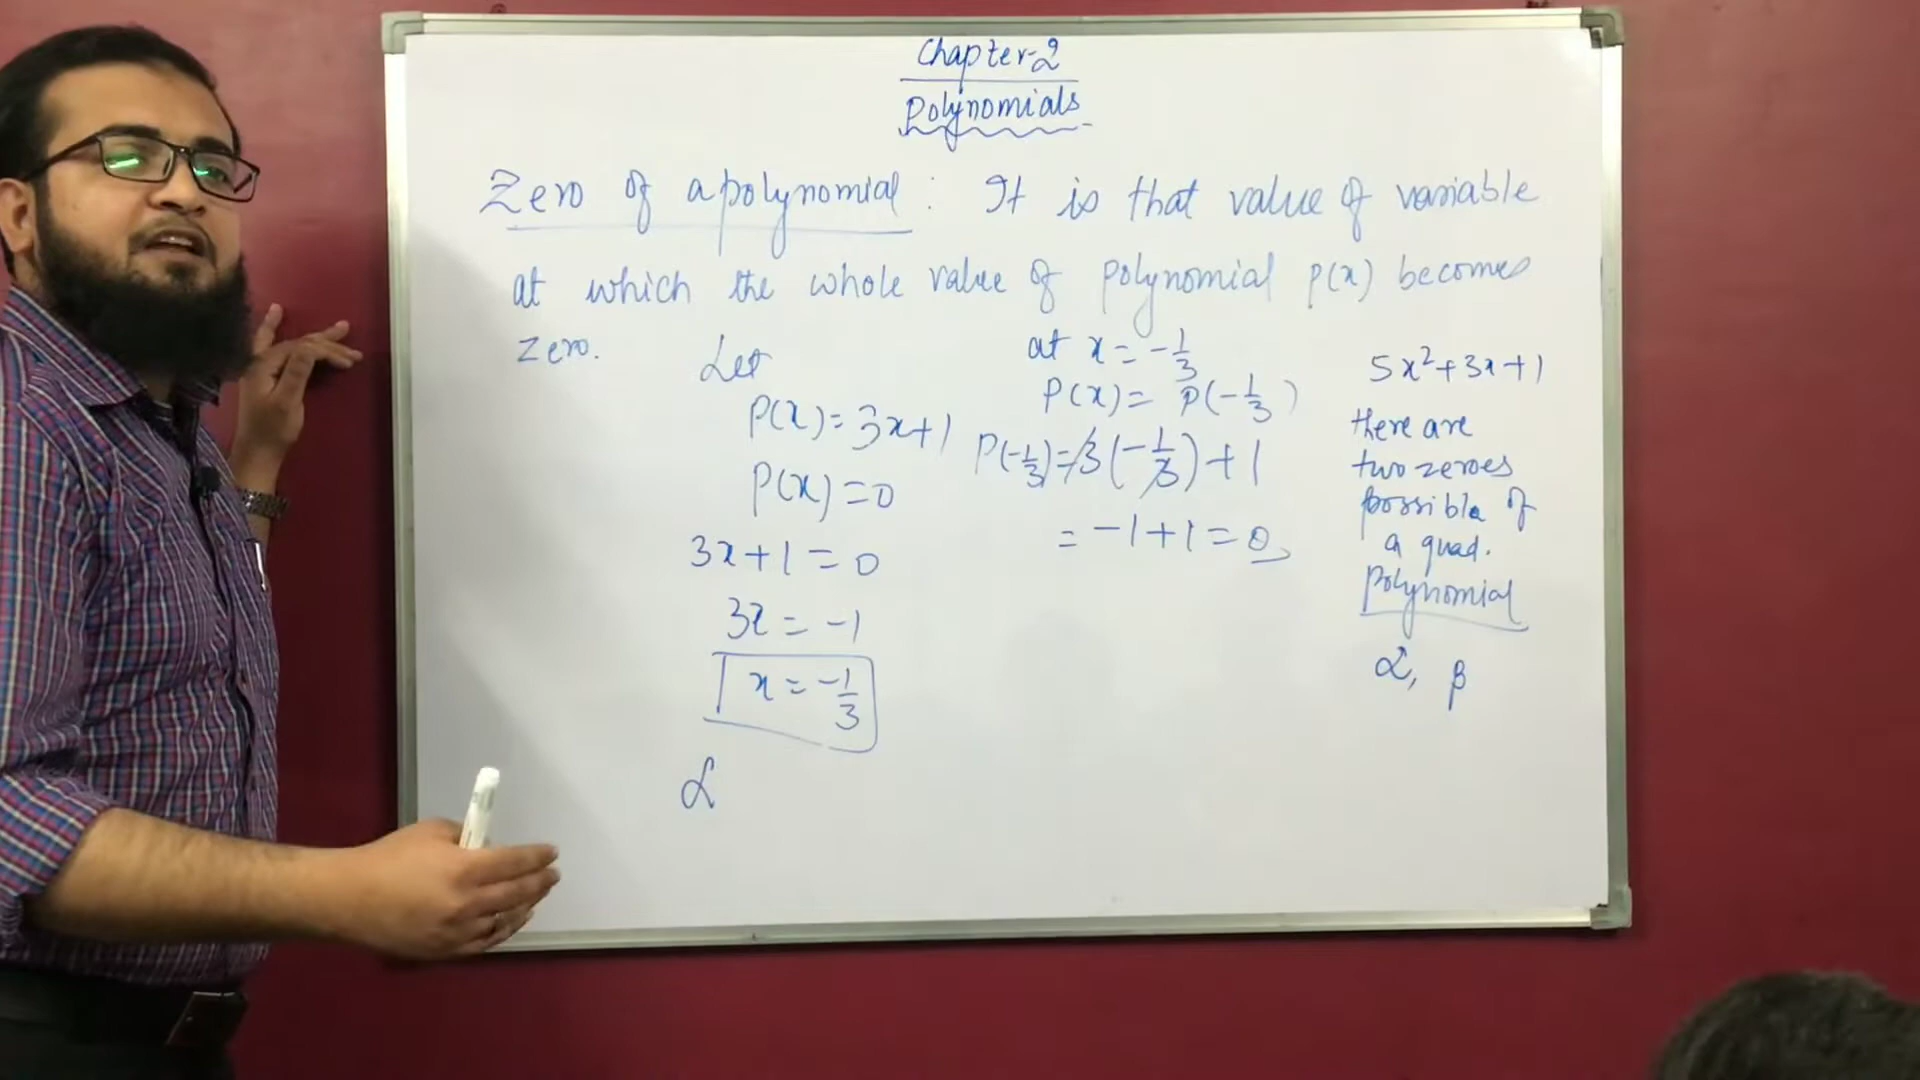 Chapter-2
Polynomials
Zero of a polynomial : It is that value of variable
at which the whole value of polynomial p(x) becomes
zero.
Let
P(x)=3x+1
P(x)=0
3x+1=0
3x=-1
x=-1/3
α
at x=-1/3
P(x)= P(-1/3)
P(-1/3)=3(-1/3)+1
= -1+1=0
5x²+3x+1
there are
two zeroes
possible of
a quad.
polynomial
α, β